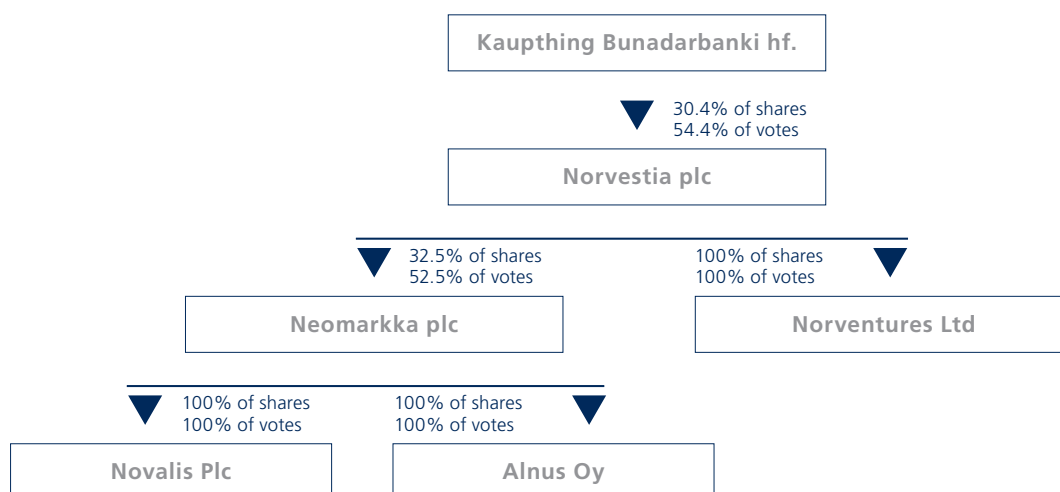 Kaupthing Bunadarbanki hf.
30.4% of shares
54.4% of votes
Norvestia plc
32.5% of shares
52.5% of votes
100% of shares
100% of votes
Neomarkka plc
Norventures Ltd
100% of shares
100% of votes
100% of shares
100% of votes
Novalis Plc
Alnus Oy